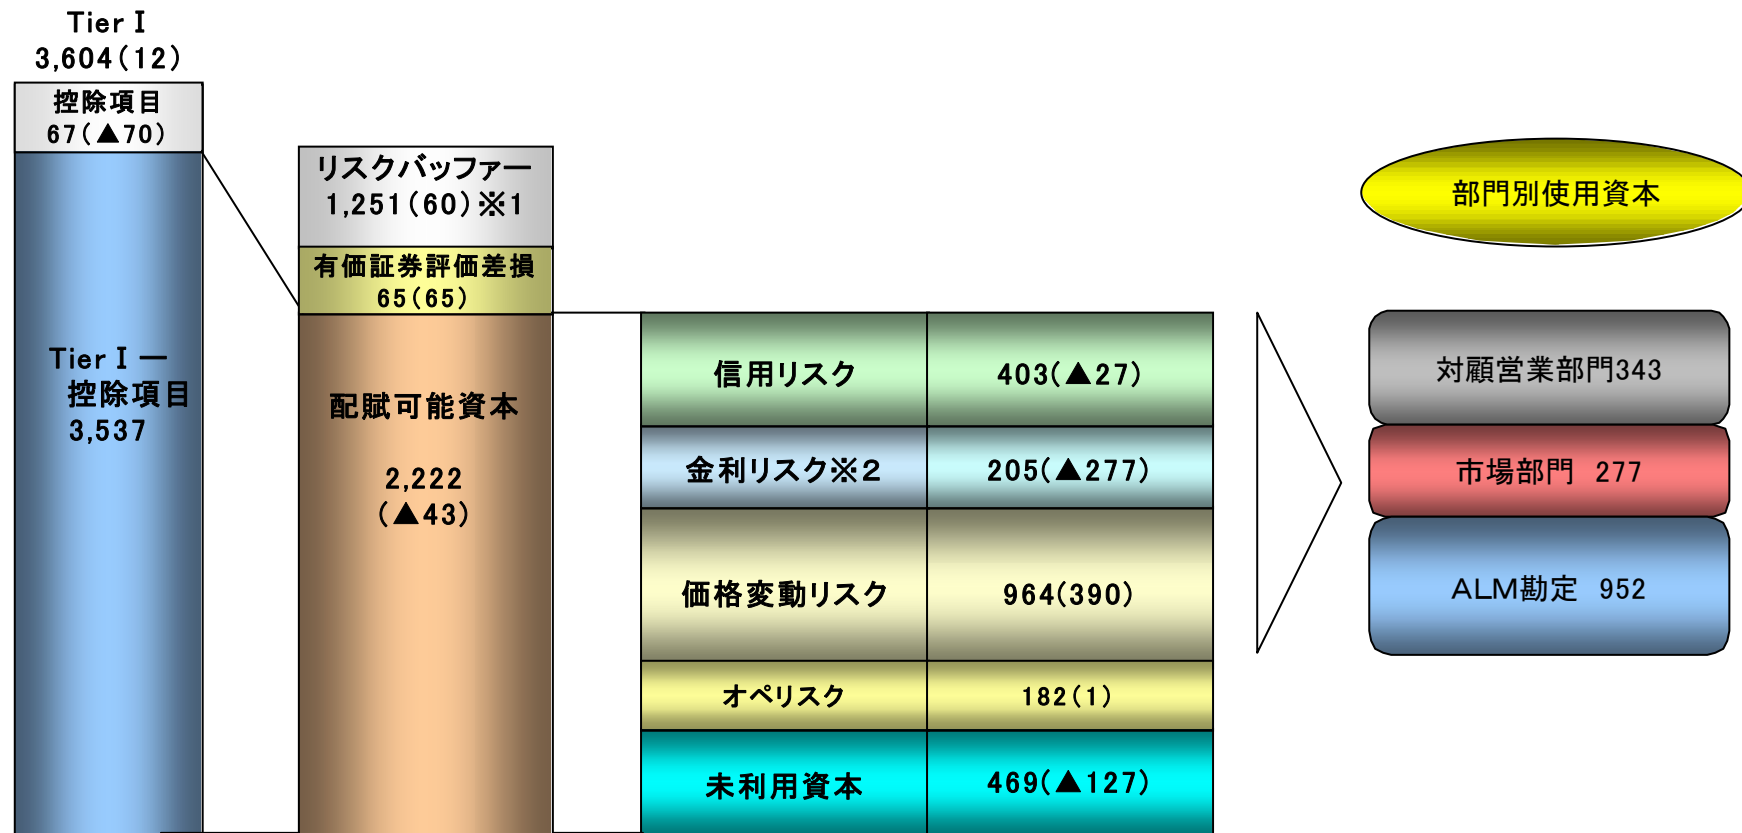 Tier Ⅰ
3,604(12)
控除項目
67(▲70)
Tier Ⅰ ―
控除項目
3,537
リスクバッファー
1,251(60)※1
有価証券評価差損
65(65)
配賦可能資本
2,222
(▲43)
信用リスク
403(▲27)
金利リスク※2
205(▲277)
価格変動リスク
964(390)
オペリスク
182(1)
未利用資本
469(▲127)
部門別使用資本
対顧営業部門343
市場部門 277
ALM勘定 952